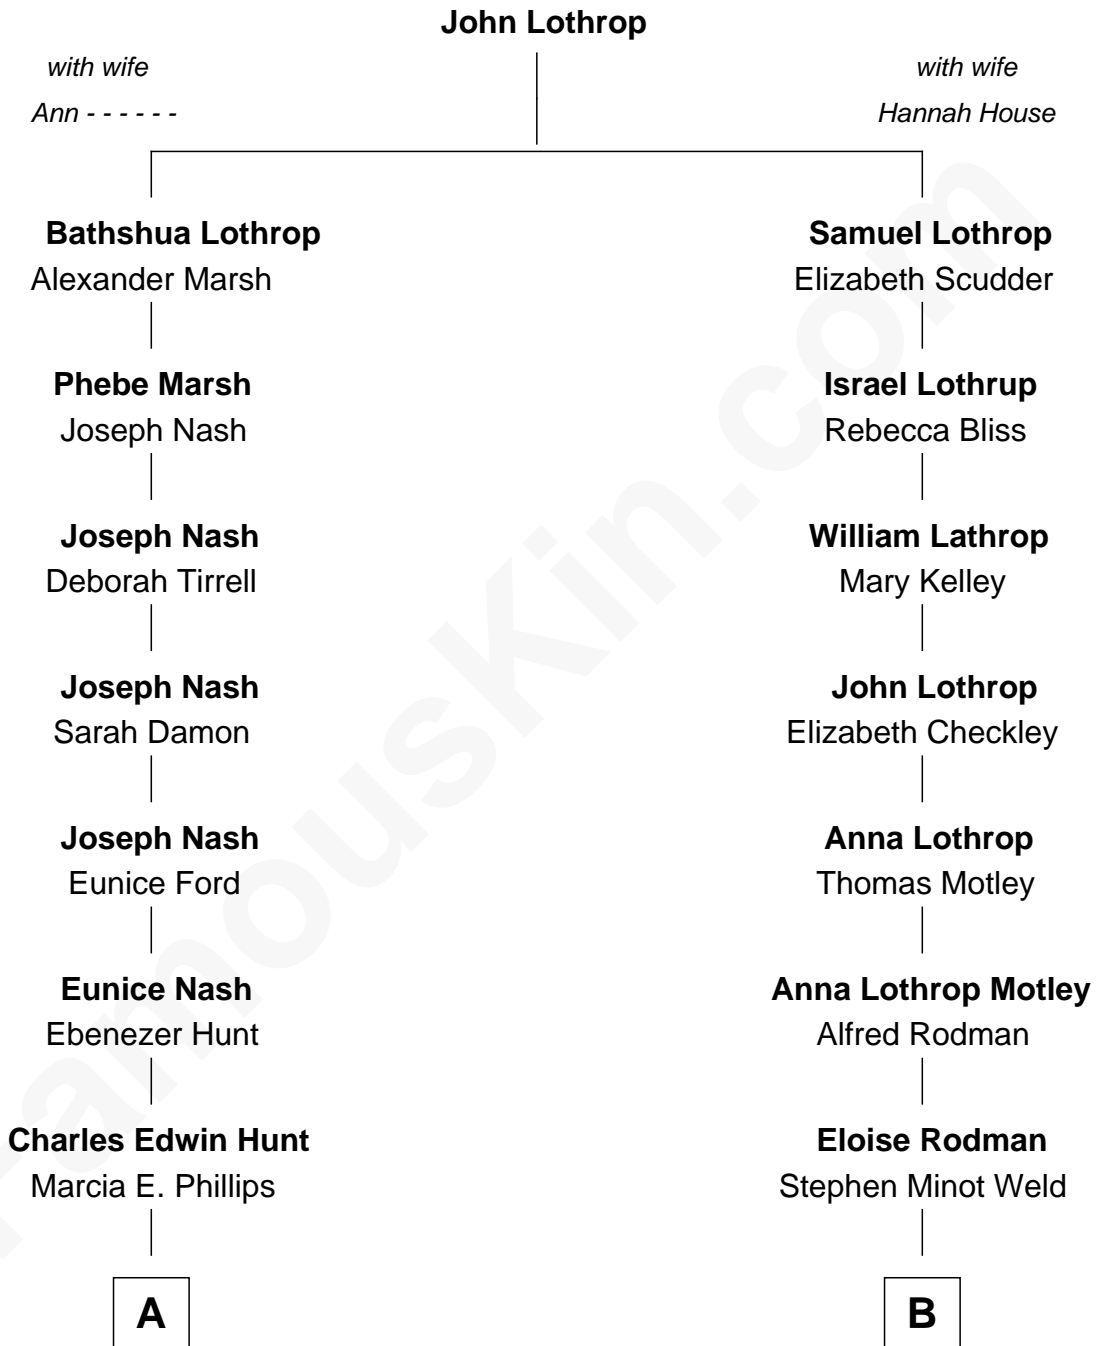 John Lothrop
with wife
Ann - - - - - -
with wife
Hannah House
Bathshua Lothrop
Alexander Marsh
Samuel Lothrop
Elizabeth Scudder
Phebe Marsh
Joseph Nash
Israel Lothrup
Rebecca Bliss
Joseph Nash
Deborah Tirrell
William Lathrop
Mary Kelley
Joseph Nash
Sarah Damon
John Lothrop
Elizabeth Checkley
Joseph Nash
Eunice Ford
Anna Lothrop
Thomas Motley
Eunice Nash
Ebenezer Hunt
Anna Lothrop Motley
Alfred Rodman
Charles Edwin Hunt
Marcia E. Phillips
Eloise Rodman
Stephen Minot Weld
A
B
FamousKin.com